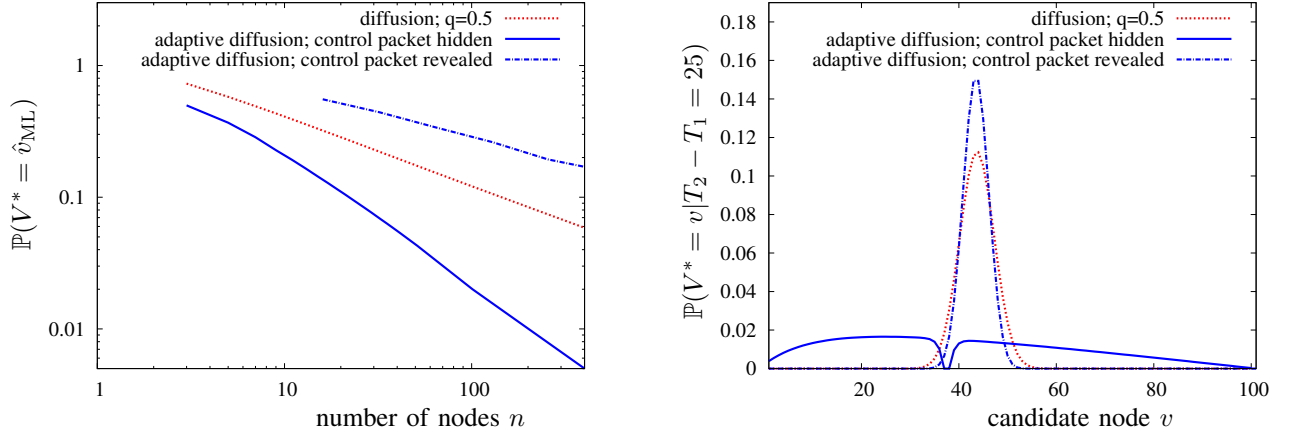 diffusion; q=0.5
adaptive diffusion; control packet hidden
adaptive diffusion; control packet revealed
1
0.1
0.01
ℙ(V* = v̂_ML)
1
10
100
number of nodes n
diffusion; q=0.5
adaptive diffusion; control packet hidden
adaptive diffusion; control packet revealed
0.18
0.16
0.14
0.12
0.1
0.08
0.06
0.04
0.02
0
ℙ(V* = v|T₂ − T₁ = 25)
20
40
60
80
100
candidate node v